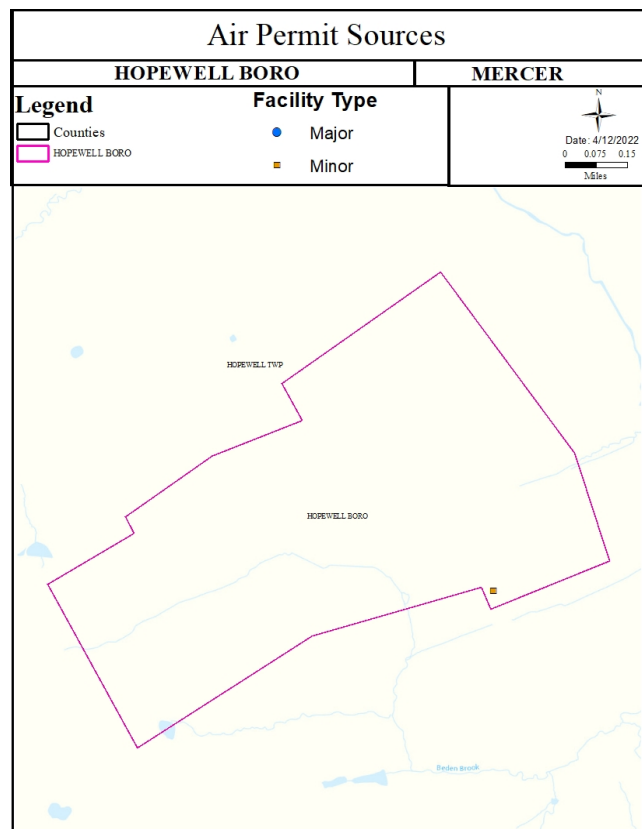 Air Permit Sources
HOPEWELL BORO
MERCER
Legend
Counties
HOPEWELL BORO
Facility Type
Major
Minor
N
Date: 4/12/2022
0 0.075 0.15
Miles
HOPEWELL TWP
HOPEWELL BORO
Beden Brook